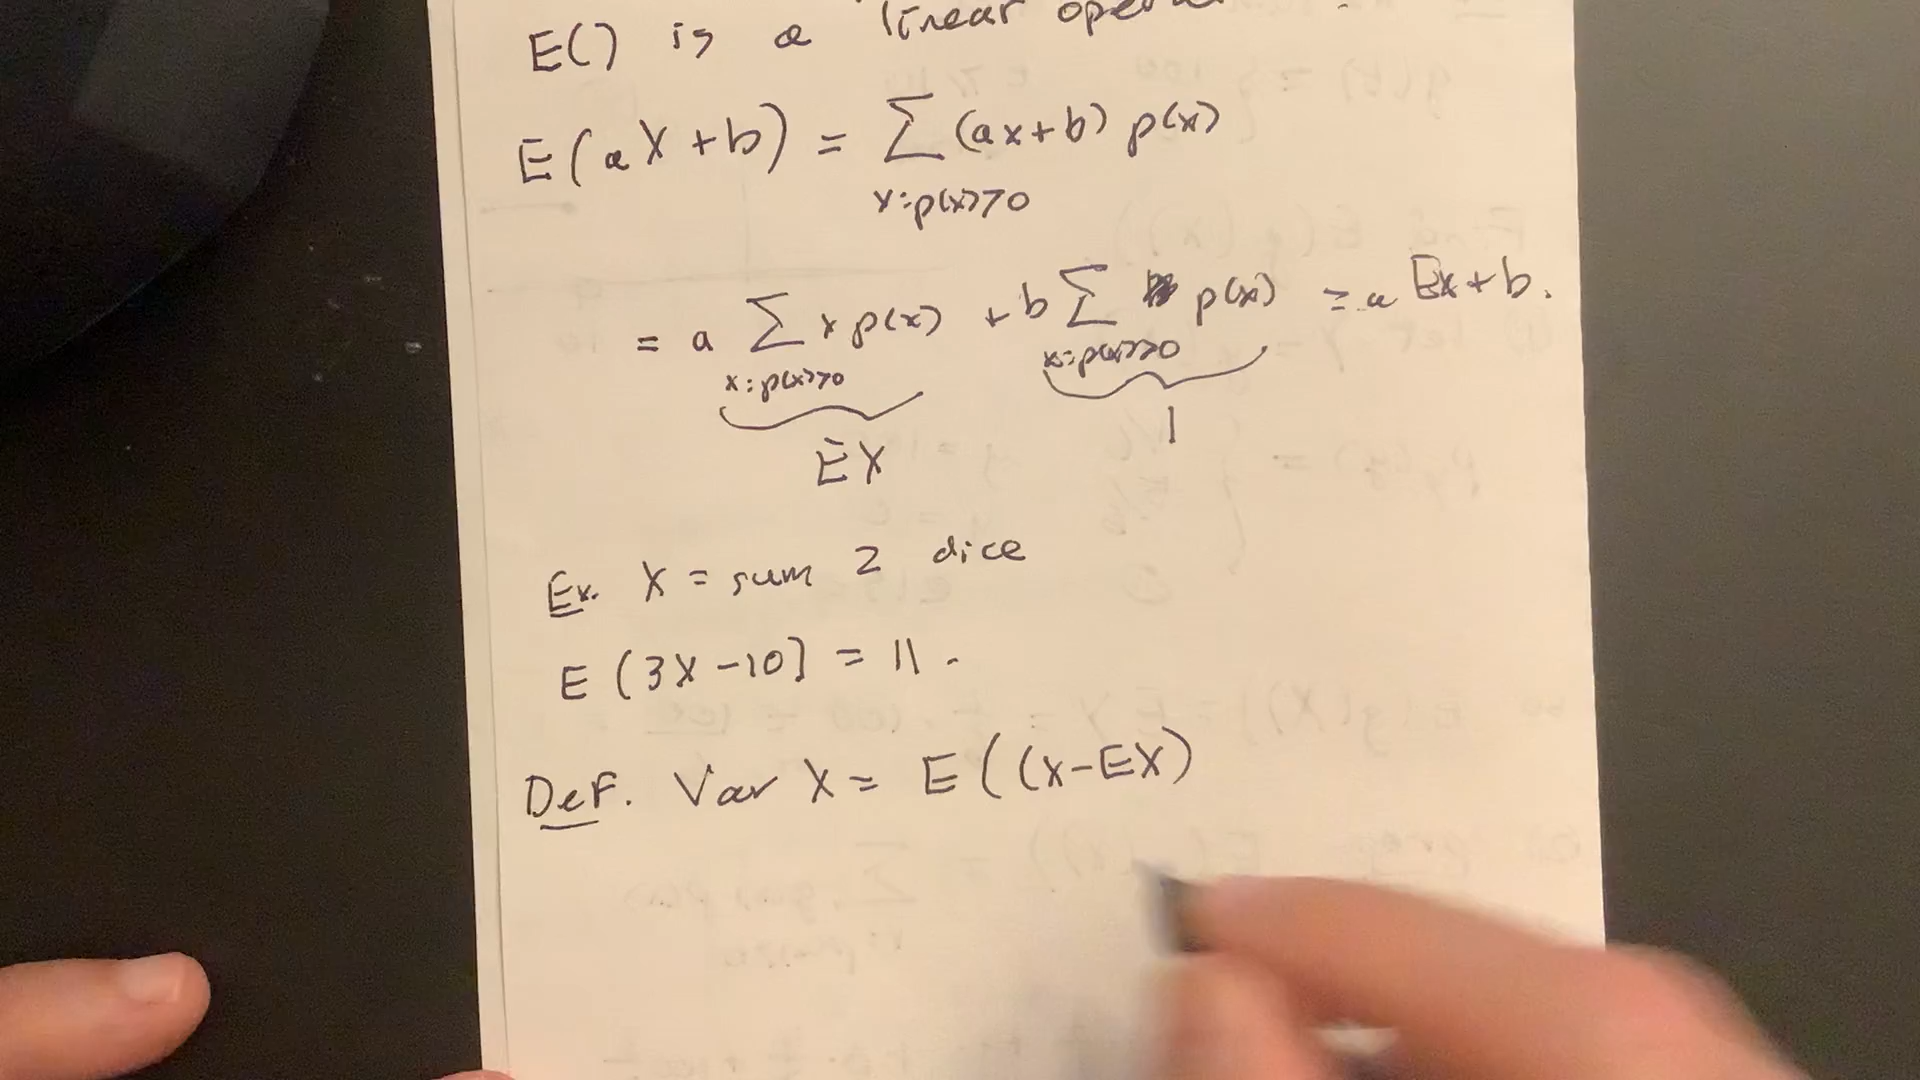 E() is a linear
E(aX+b) = ∑ (ax+b) p(x)
x:p(x)>0
= a ∑ x p(x) + b ∑ p(x) = a EX + b.
x:p(x)>0 x:p(x)>0
EX 1
Ex. X = sum 2 dice
E(3X-10] = 11.
Def. Var X = E((X-EX)